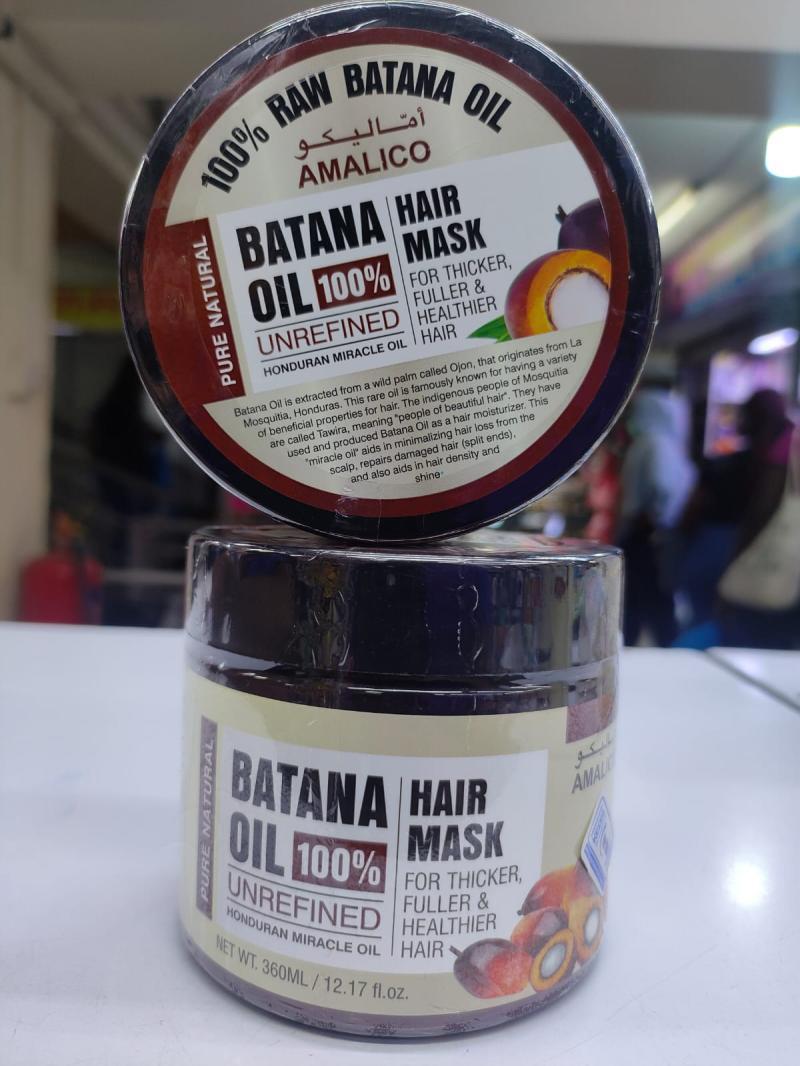 100% RAW BATANA OIL
أمّاليكو
AMALICO
PURE NATURAL
BATANA
OIL 100%
UNREFINED
HONDURAN MIRACLE OIL
HAIR
MASK
FOR THICKER,
FULLER &
HEALTHIER
HAIR
Batana Oil is extracted from a wild palm called Ojon, that originates from La
Mosquitia, Honduras. This rare oil is famously known for having a variety
of beneficial properties for hair. The indigenous people of Mosquitia
are called Tawira, meaning "people of beautiful hair". They have
used and produced Batana Oil as a hair moisturizer. This
"miracle oil" aids in minimalizing hair loss from the
scalp, repairs damaged hair (split ends),
and also aids in hair density and
shine.
PURE NATURAL
BATANA
OIL 100%
UNREFINED
HONDURAN MIRACLE OIL
HAIR
MASK
FOR THICKER,
FULLER &
HEALTHIER
HAIR
NET WT. 360ML / 12.17 fl.oz.
AMALICO